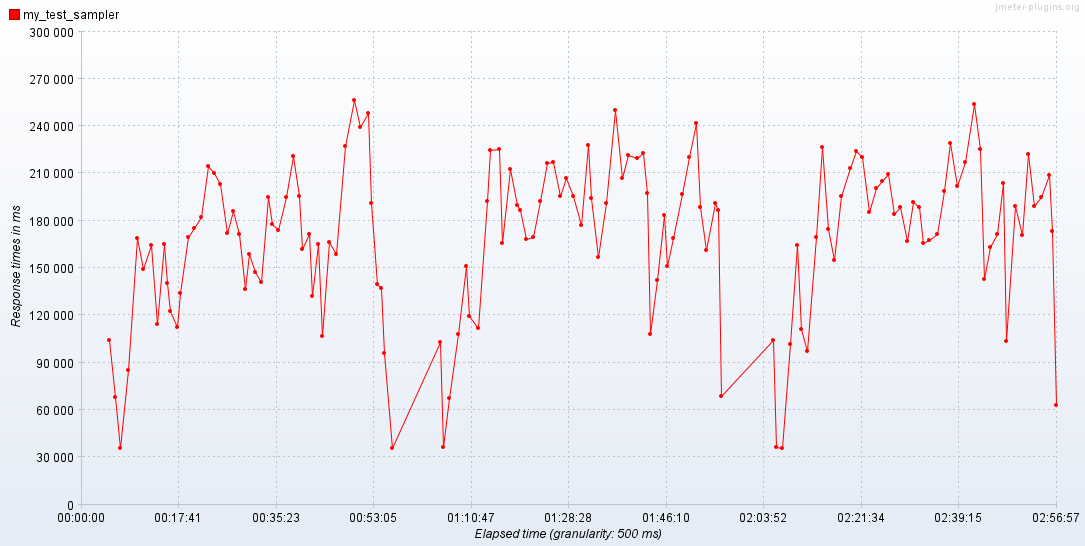 my_test_sampler
jmeter-plugins.org
300 000
270 000
240 000
210 000
180 000
150 000
120 000
90 000
60 000
30 000
0
Response times in ms
00:00:00 00:17:41 00:35:23 00:53:05 01:10:47 01:28:28 01:46:10 02:03:52 02:21:34 02:39:15 02:56:57
Elapsed time (granularity: 500 ms)